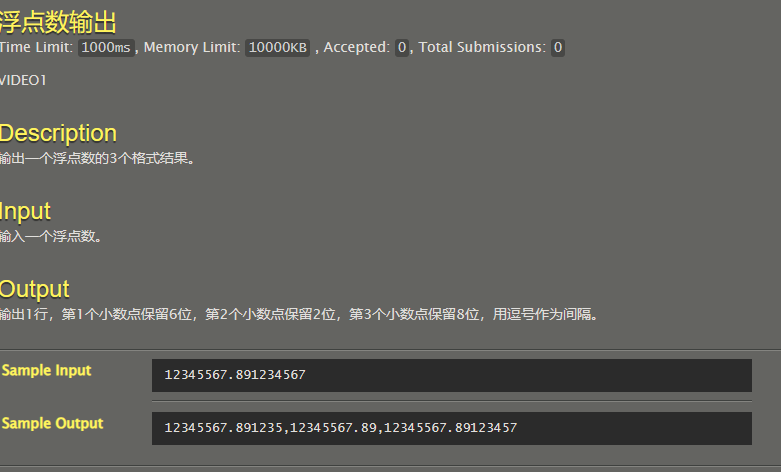 浮点数输出
Time Limit: 1000ms, Memory Limit: 10000KB , Accepted: 0, Total Submissions: 0
VIDEO1
Description
输出一个浮点数的3个格式结果。
Input
输入一个浮点数。
Output
输出1行，第1个小数点保留6位，第2个小数点保留2位，第3个小数点保留8位，用逗号作为间隔。
Sample Input
12345567.891234567
Sample Output
12345567.891235,12345567.89,12345567.89123457